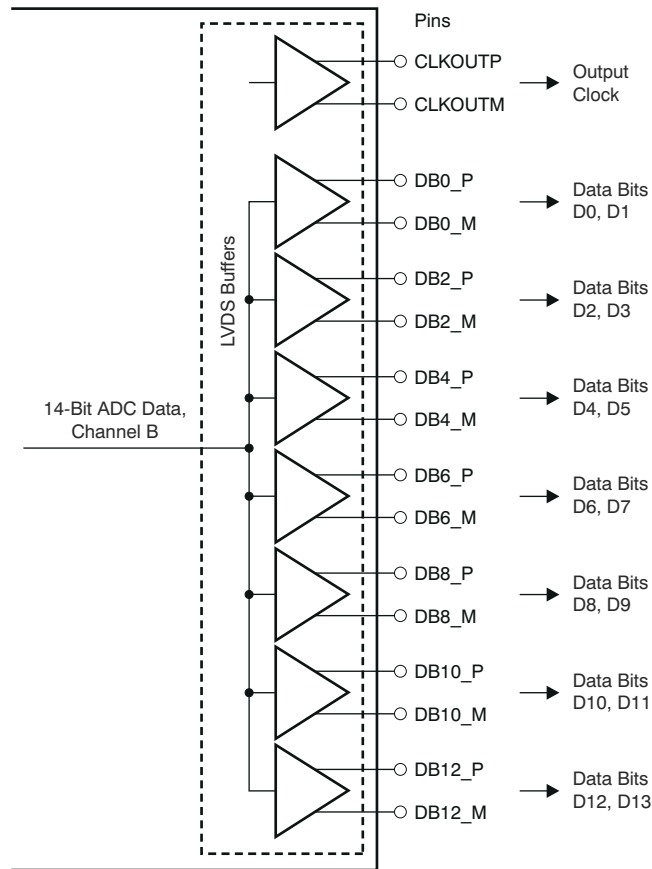 Pins
CLKOUTP
CLKOUTM
Output
Clock
DB0_P
DB0_M
Data Bits
D0, D1
LVDS Buffers
DB2_P
DB2_M
Data Bits
D2, D3
DB4_P
DB4_M
Data Bits
D4, D5
14-Bit ADC Data,
Channel B
DB6_P
DB6_M
Data Bits
D6, D7
DB8_P
DB8_M
Data Bits
D8, D9
DB10_P
DB10_M
Data Bits
D10, D11
DB12_P
DB12_M
Data Bits
D12, D13